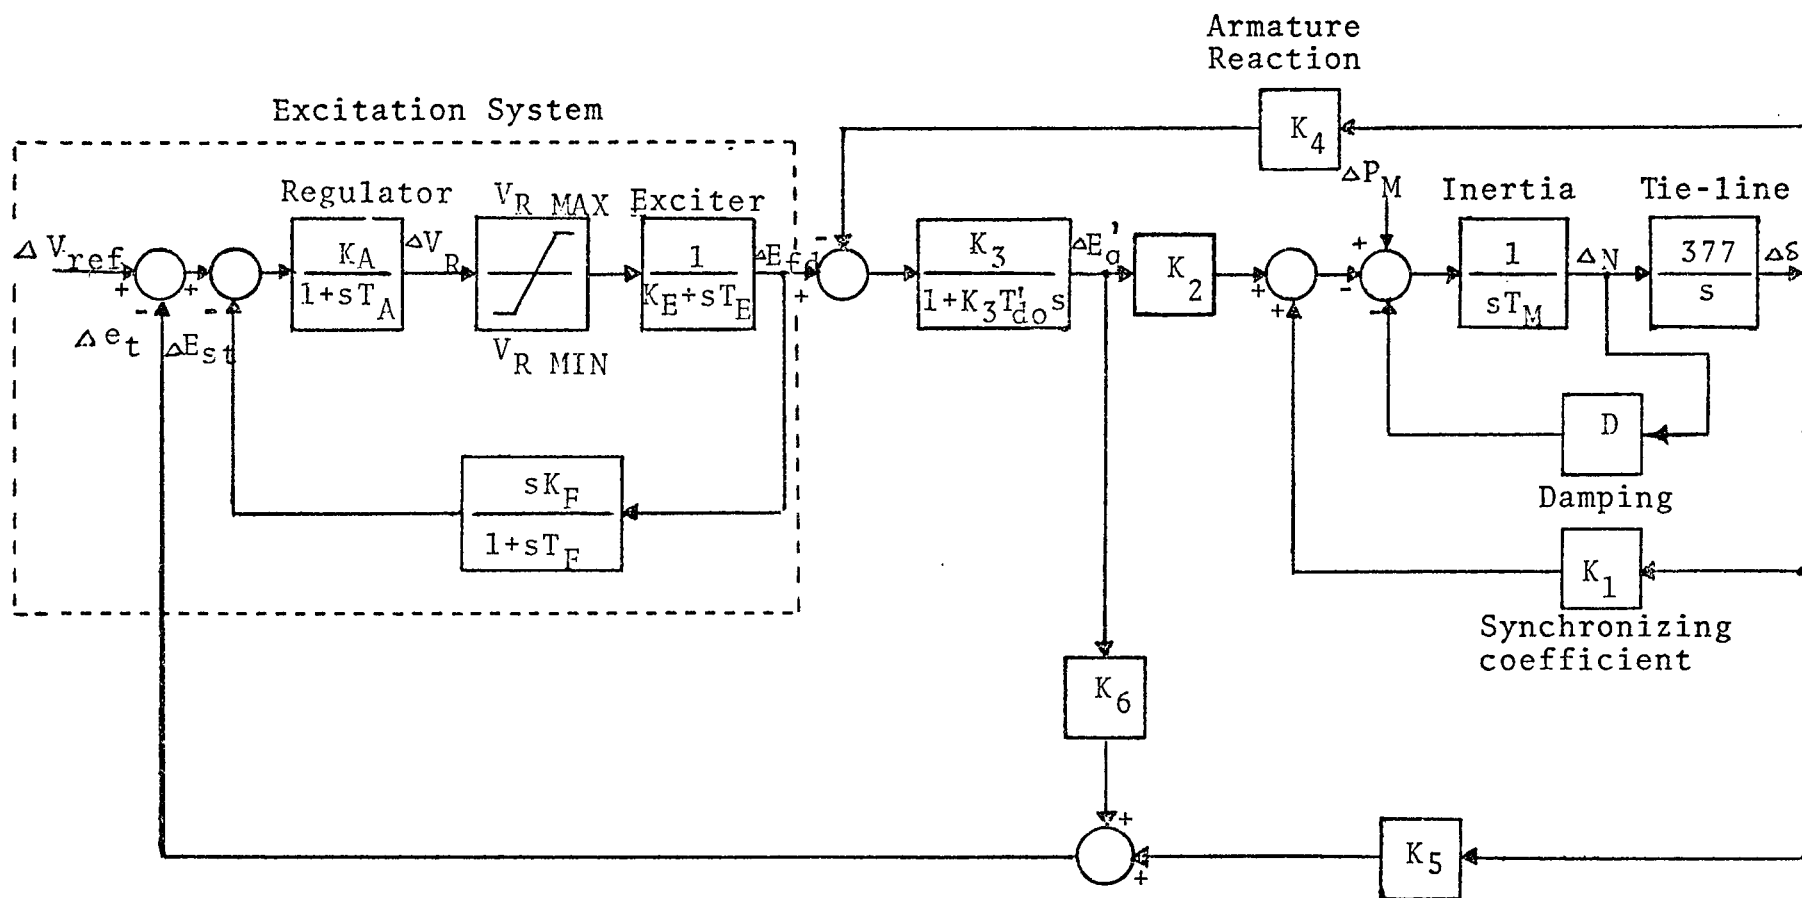 Armature
Reaction
Excitation System
K4
ΔPM
Regulator
VR MAX
Exciter
Inertia
Tie-line
ΔVref
+
-
+
-
KA
1+sTA
ΔVR
1
KE+sTE
ΔEfd
+
-
K3
1+K3T'dos
ΔE'q
K2
+
+
+
-
-
1
sTM
ΔN
377
s
Δδ
Δet
ΔEst
VR MIN
D
Damping
sKF
1+sTF
K1
Synchronizing
coefficient
K6
+
+
K5